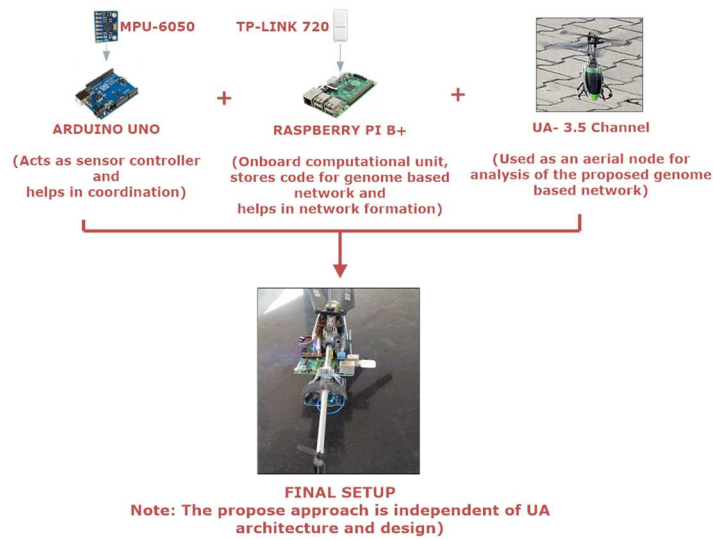 MPU-6050
TP-LINK 720
ARDUINO UNO
(Acts as sensor controller
and
helps in coordination)
RASPBERRY PI B+
(Onboard computational unit,
stores code for genome based
network and
helps in network formation)
UA- 3.5 Channel
(Used as an aerial node for
analysis of the proposed genome
based network)
FINAL SETUP
Note: The propose approach is independent of UA
architecture and design)